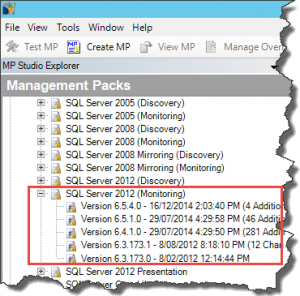 File View Tools Window Help
Test MP Create MP View MP Manage Over
MP Studio Explorer
Management Packs
SQL Server 2005 (Discovery)
SQL Server 2005 (Monitoring)
SQL Server 2008 (Discovery)
SQL Server 2008 (Monitoring)
SQL Server 2008 Mirroring (Discovery)
SQL Server 2008 Mirroring (Monitoring)
SQL Server 2012 (Discovery)
SQL Server 2012 (Monitoring)
Version 6.5.4.0 - 16/12/2014 2:03:40 PM (4 Addition
Version 6.5.1.0 - 29/07/2014 4:29:58 PM (46 Addition
Version 6.4.1.0 - 29/07/2014 4:29:50 PM (281 Addit
Version 6.3.173.1 - 8/08/2012 8:18:10 PM (12 Chan
Version 6.3.173.0 - 8/02/2012 12:14:44 PM
SQL Server 2012 Presentation